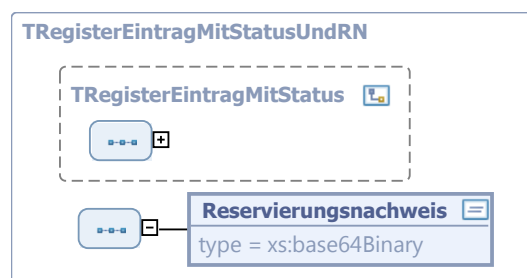 TRegisterEintragMitStatusUndRN
TRegisterEintragMitStatus
Reservierungsnachweis
type = xs:base64Binary